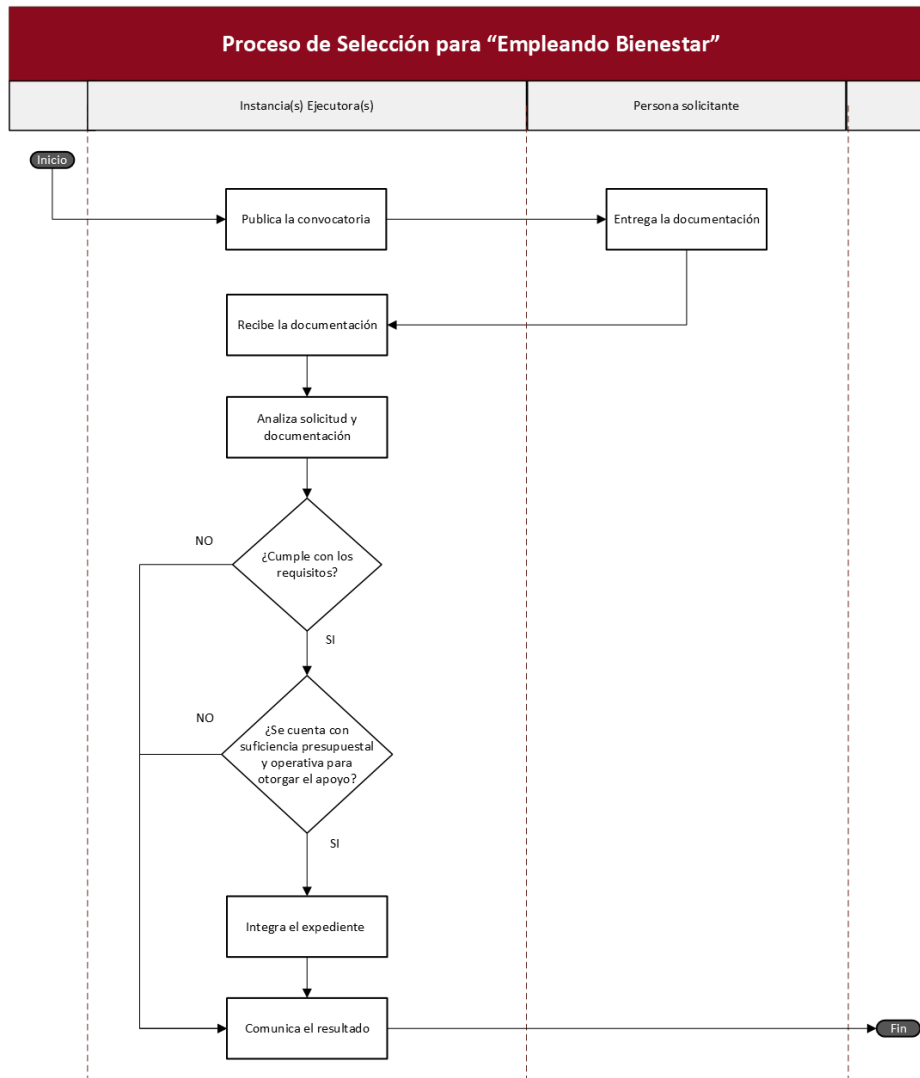 Proceso de Selección para “Empleando Bienestar”
Instancia(s) Ejecutora(s)
Persona solicitante
Inicio
Publica la convocatoria
Entrega la documentación
Recibe la documentación
Analiza solicitud y
documentación
¿Cumple con los
requisitos?
NO
SI
¿Se cuenta con
suficiencia presupuestal
y operativa para
otorgar el apoyo?
NO
SI
Integra el expediente
Comunica el resultado
Fin